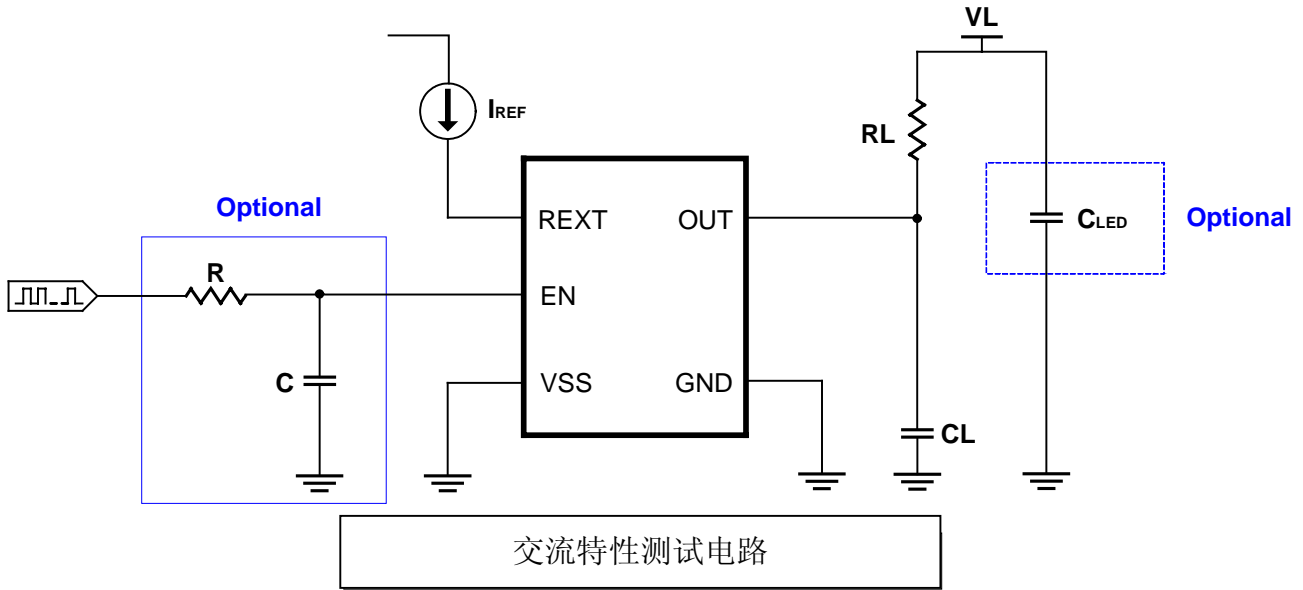 VL
IREF
RL
Optional
REXT
OUT
CLED
Optional
R
EN
C
VSS
GND
CL
交流特性测试电路